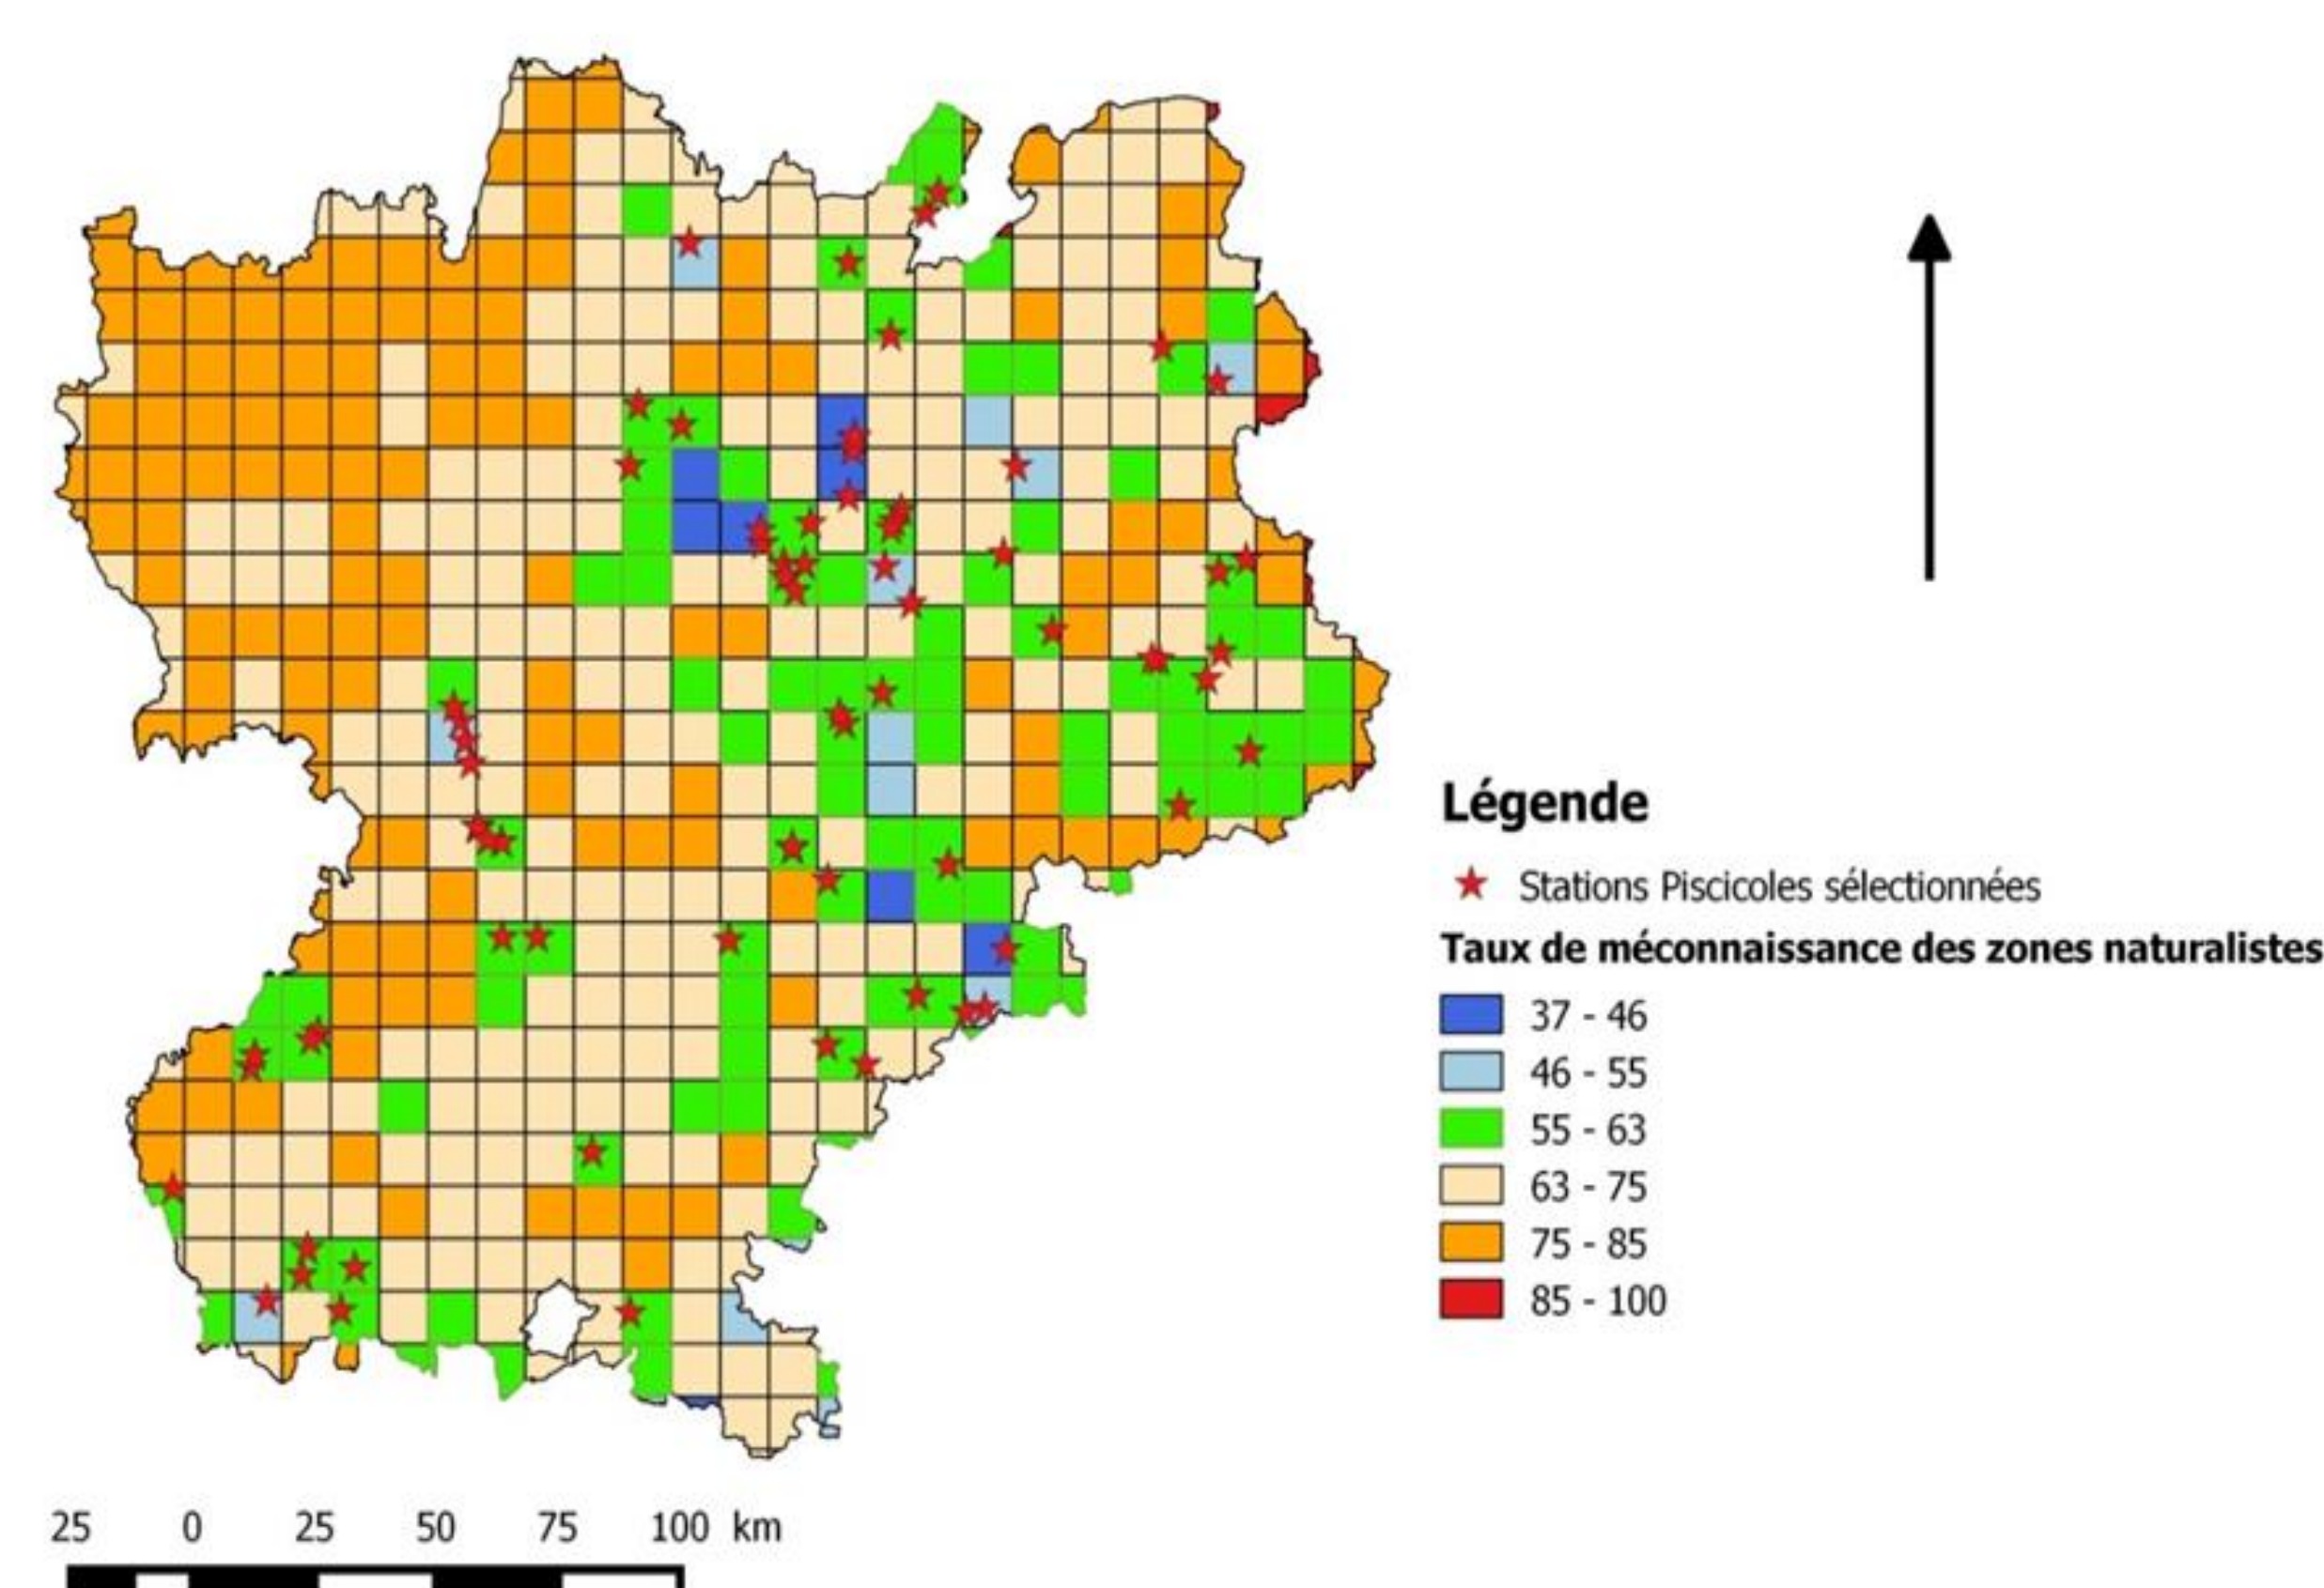 Légende
Stations Piscicoles sélectionnées
Taux de méconnaissance des zones naturalistes
37 - 46
46 - 55
55 - 63
63 - 75
75 - 85
85 - 100
25 0 25 50 75 100 km